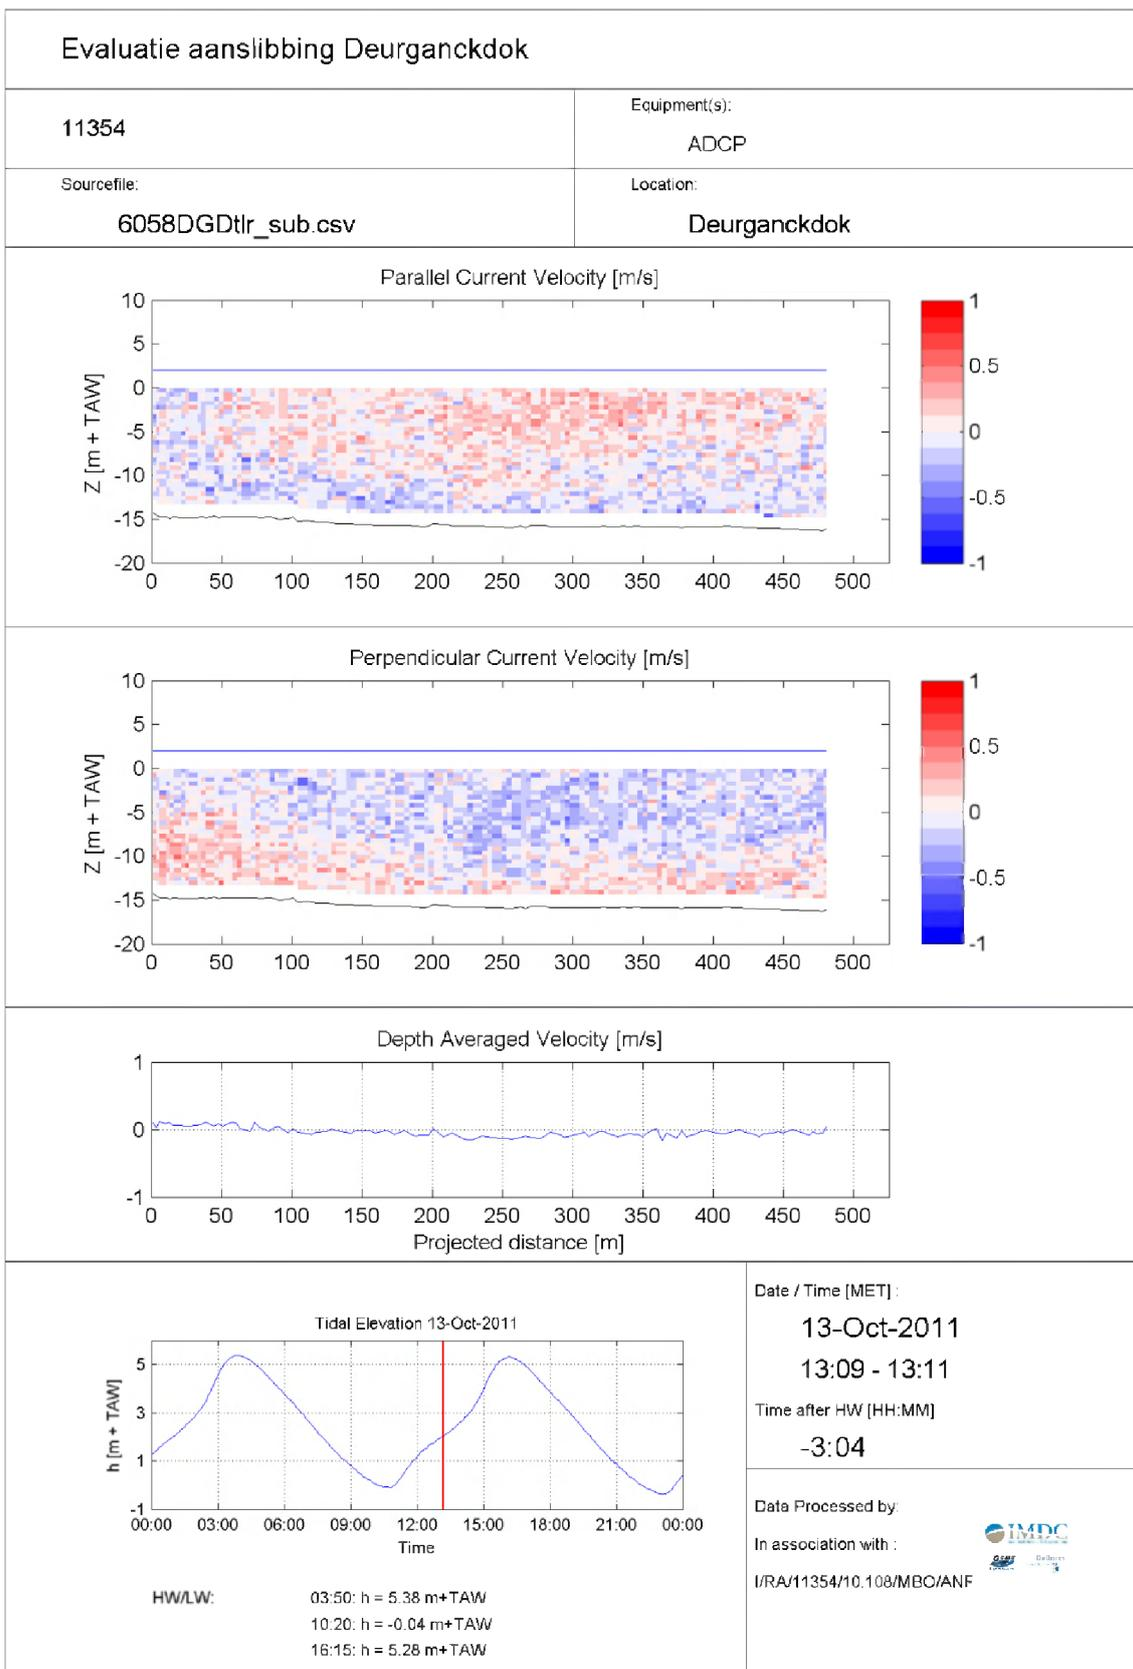 Evaluatie aanslibbing Deurganckdok
11354
Equipment(s):
ADCP
Sourcefile:
6058DGDtlr_sub.csv
Location:
Deurganckdok
Parallel Current Velocity [m/s]
10
5
0
-5
-10
-15
-20
Z [m + TAW]
0 50 100 150 200 250 300 350 400 450 500
1
0.5
0
-0.5
-1
Perpendicular Current Velocity [m/s]
10
5
0
-5
-10
-15
-20
Z [m + TAW]
0 50 100 150 200 250 300 350 400 450 500
1
0.5
0
-0.5
-1
Depth Averaged Velocity [m/s]
1
0
-1
0 50 100 150 200 250 300 350 400 450 500
Projected distance [m]
Tidal Elevation 13-Oct-2011
5
3
1
-1
h [m + TAW]
00:00 03:00 06:00 09:00 12:00 15:00 18:00 21:00 00:00
Time
HW/LW:
03:50: h = 5.38 m+TAW
10:20: h = -0.04 m+TAW
16:15: h = 5.28 m+TAW
Date / Time [MET] :
13-Oct-2011
13:09 - 13:11
Time after HW [HH:MM]
-3:04
Data Processed by:
IMDC
In association with :
I/RA/11354/10.108/MBO/ANF